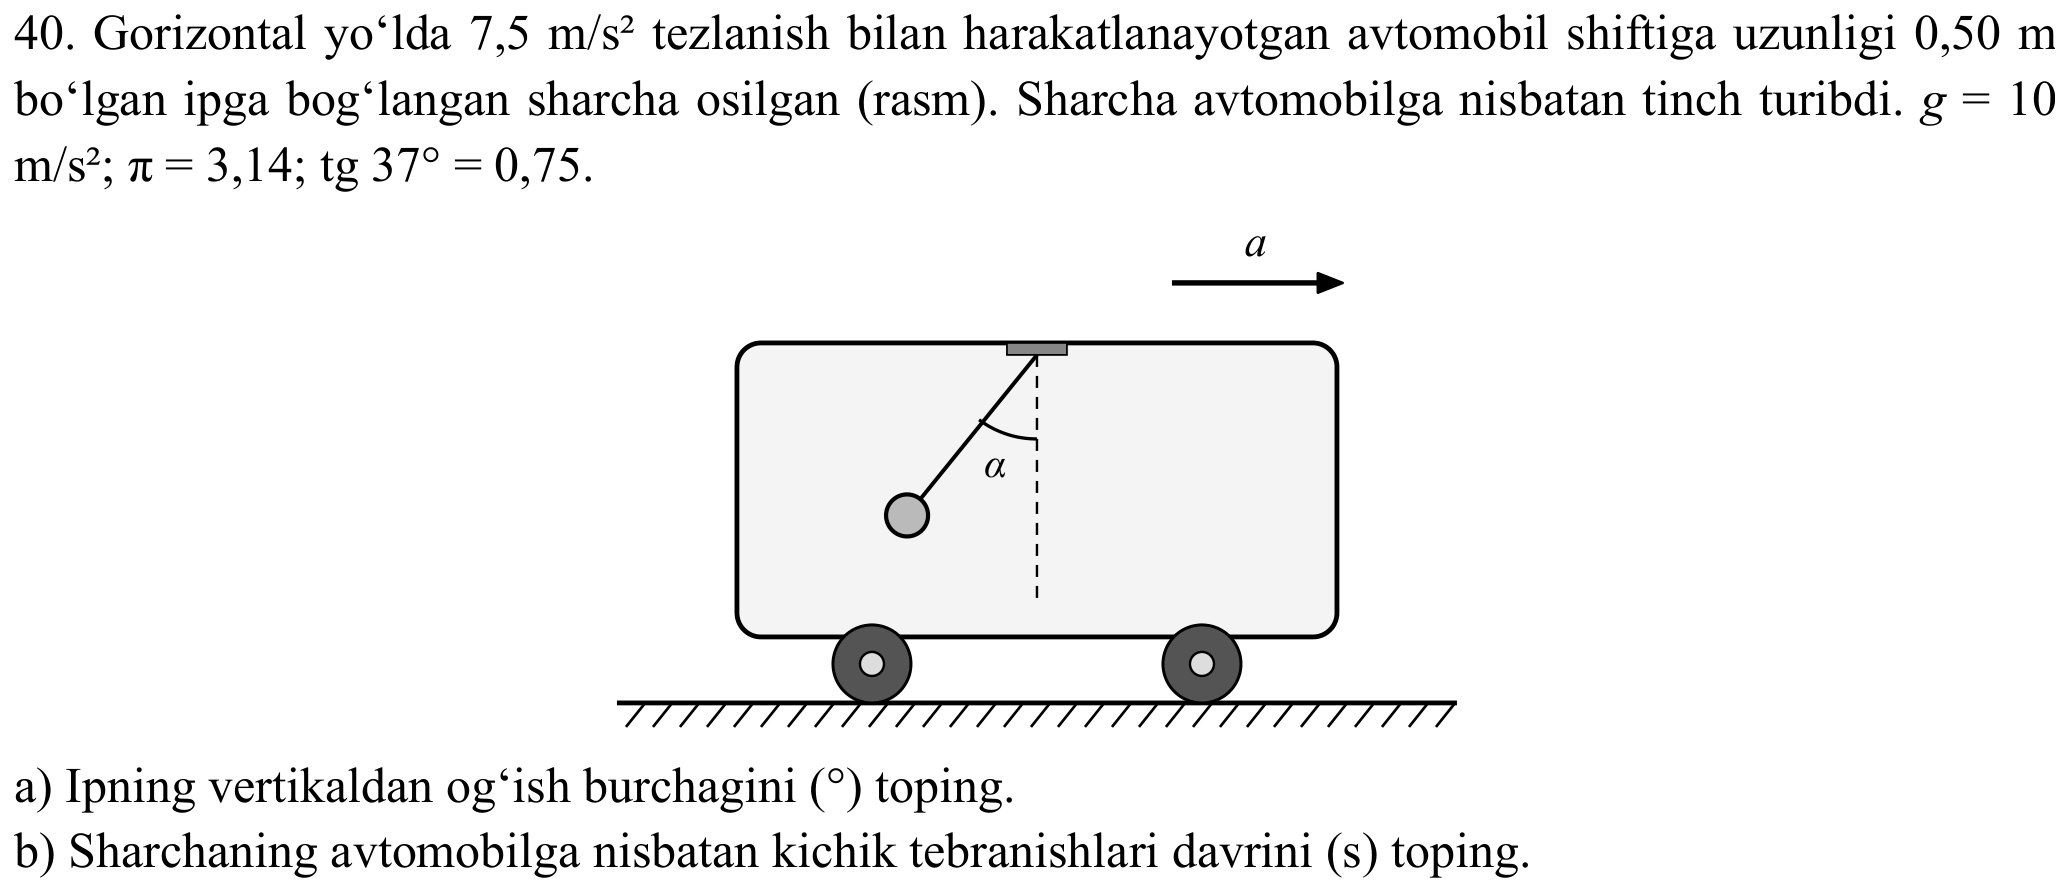 40. Gorizontal yo‘lda 7,5 m/s² tezlanish bilan harakatlanayotgan avtomobil shiftiga uzunligi 0,50 m
bo‘lgan ipga bog‘langan sharcha osilgan (rasm). Sharcha avtomobilga nisbatan tinch turibdi. g = 10
m/s²; π = 3,14; tg 37° = 0,75.
a
α
a) Ipning vertikaldan og‘ish burchagini (°) toping.
b) Sharchaning avtomobilga nisbatan kichik tebranishlari davrini (s) toping.